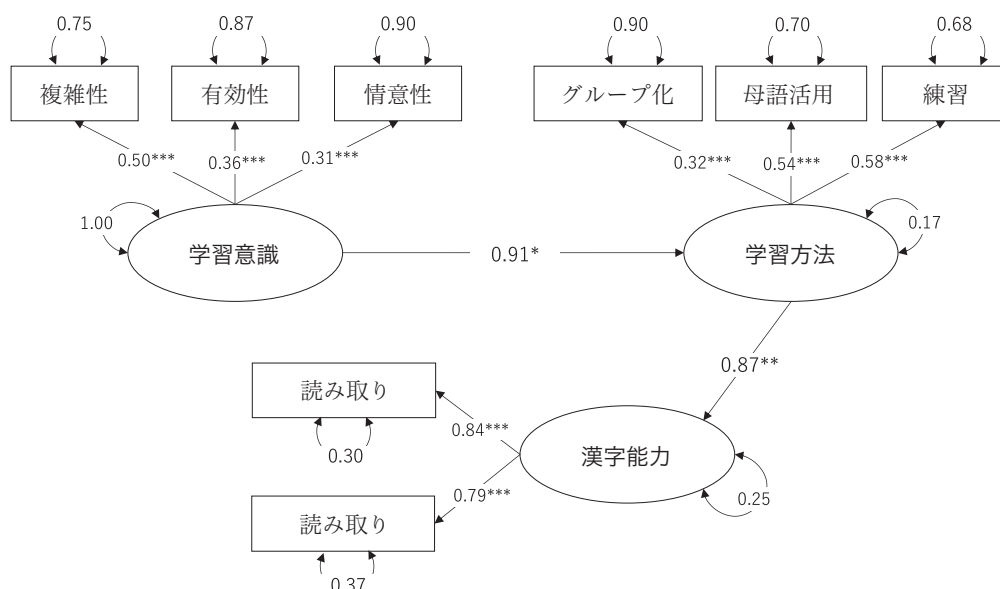 0.75
0.87
0.90
0.90
0.70
0.68
複雑性
有効性
情意性
グループ化
母語活用
練習
0.50***
0.36***
0.31***
0.32***
0.54***
0.58***
1.00
学習意識
0.91*
学習方法
0.17
0.87**
読み取り
0.84***
0.30
漢字能力
0.79***
0.25
読み取り
0.37